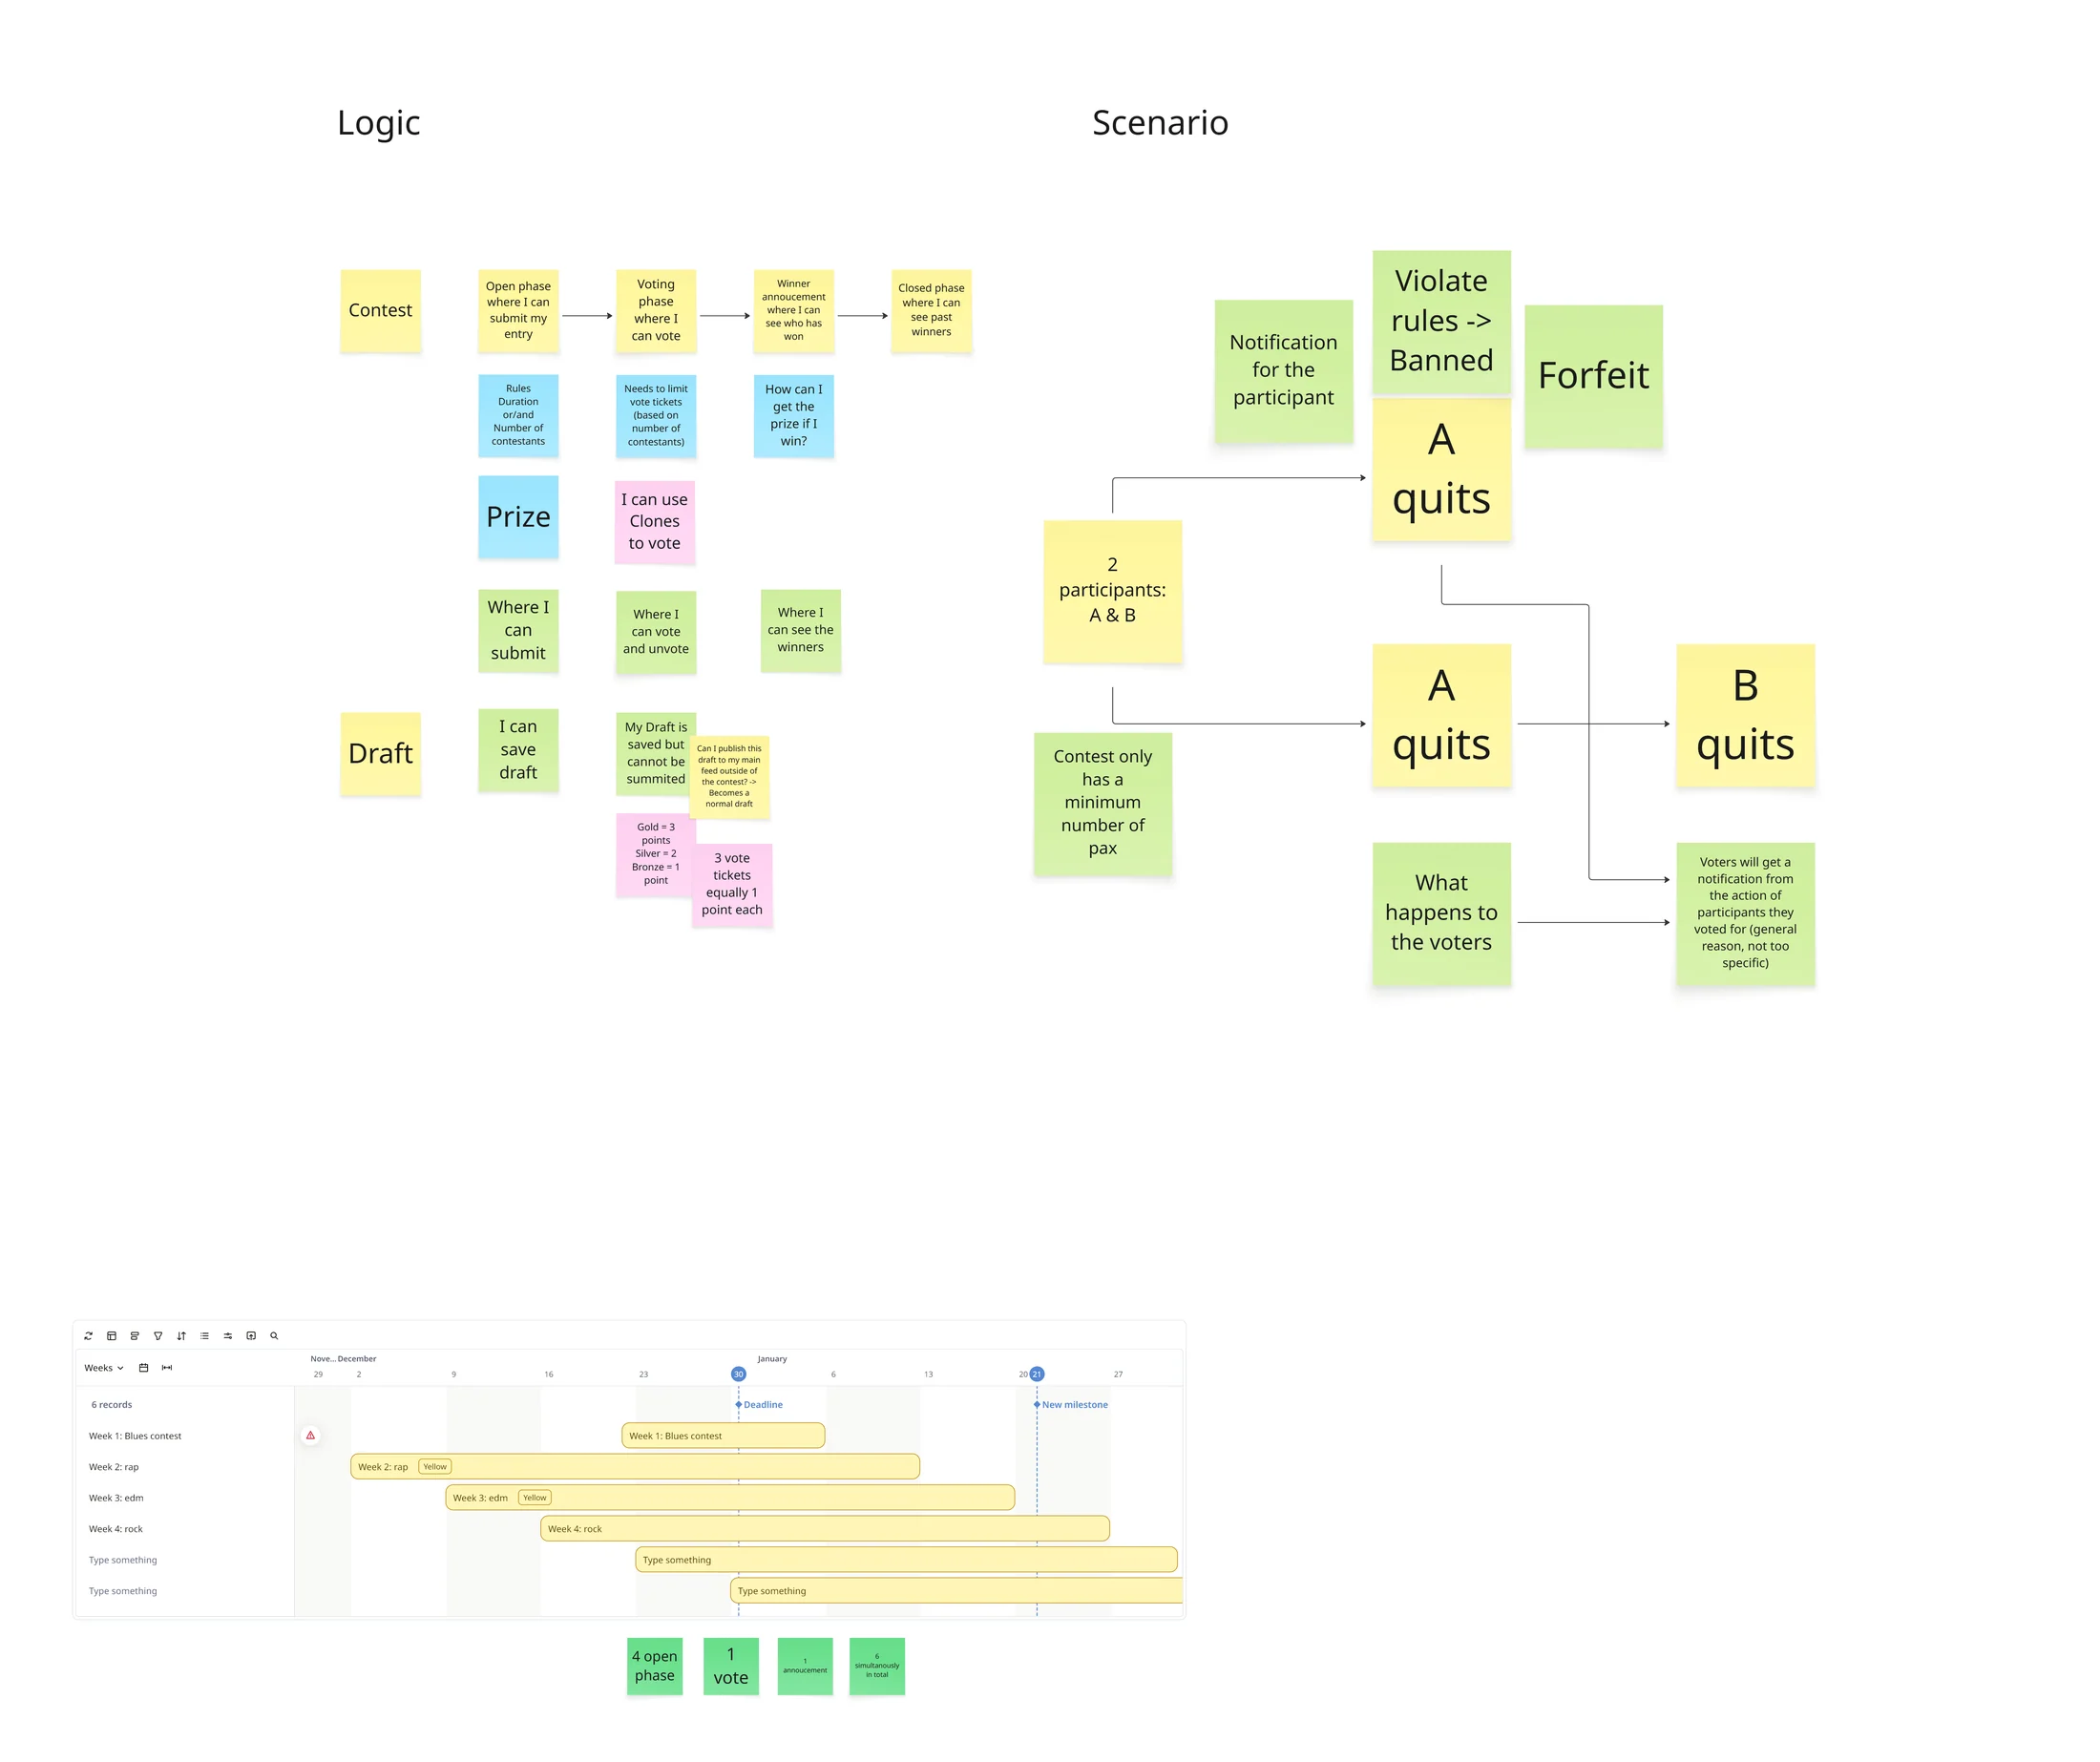 Logic
Scenario
Contest
Open phase
where I can
submit my
entry
Voting
phase
where I
can vote
Winner
annoucement
where I can
see who has
won
Closed phase
where I can
see past
winners
Rules
Duration
or/and
Number of
contestants
Needs to limit
vote tickets
(based on
number of
contestants)
How can I
get the
prize if I
win?
Prize
I can use
Clones
to vote
Where I
can
submit
Where I
can vote
and unvote
Where I
can see the
winners
Draft
I can
save
draft
My Draft is
saved but
cannot be
summited
Can I publish this
draft to my main
feed outside of
the contest? ->
Becomes a
normal draft
Gold = 3
points
Silver = 2
Bronze = 1
point
3 vote
tickets
equally 1
point each
Notification
for the
participant
Violate
rules ->
Banned
Forfeit
A
quits
2
participants:
A & B
Contest only
has a
minimum
number of
pax
A
quits
B
quits
What
happens to
the voters
Voters will get a
notification from
the action of
participants they
voted for (general
reason, not too
specific)
Weeks
Nove... December
January
29 2 9 16 23 30 6 13 20 21 27
6 records
Deadline
New milestone
Week 1: Blues contest
Week 1: Blues contest
Week 2: rap
Week 2: rap Yellow
Week 3: edm
Week 3: edm Yellow
Week 4: rock
Week 4: rock
Type something
Type something
Type something
Type something
4 open
phase
1
vote
1
annoucement
6
simultanously
in total